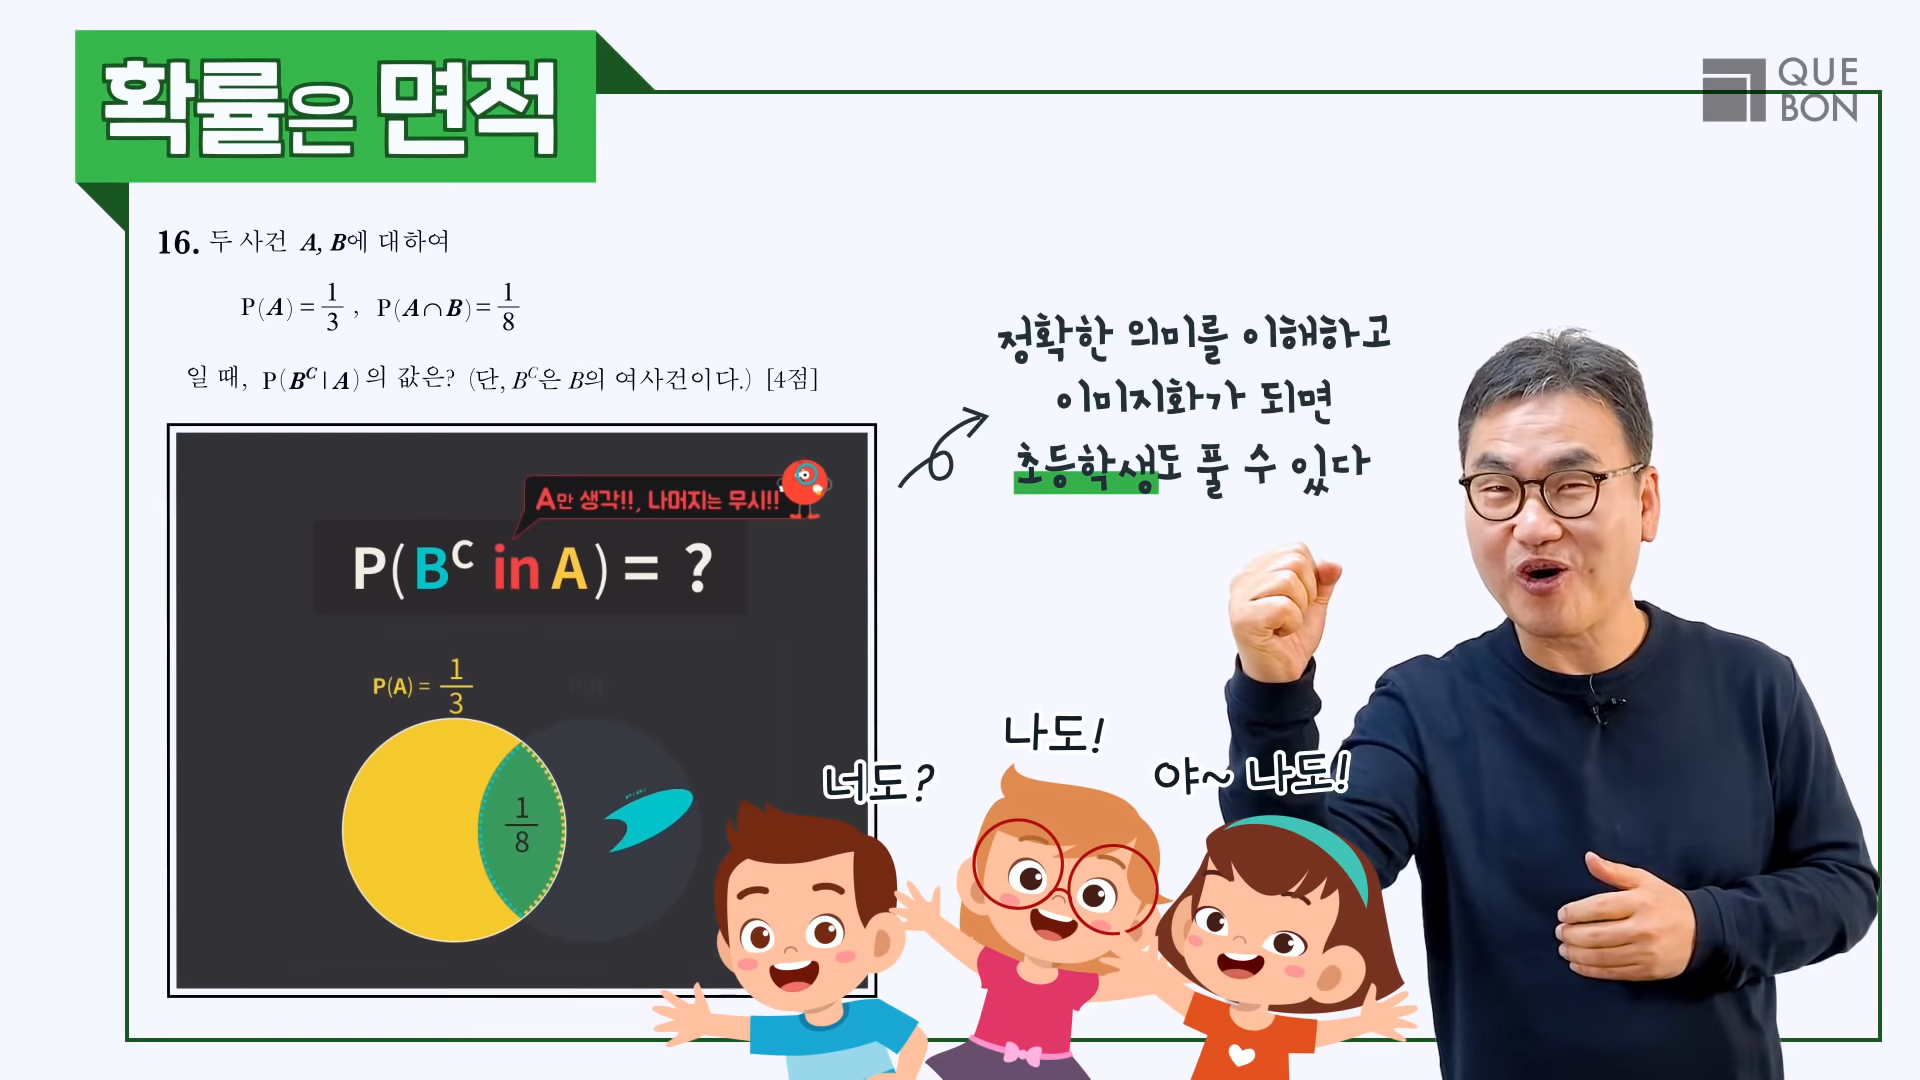 확률은 면적
QUE
BON
16. 두 사건 A, B에 대하여
P(A) = 1/3 , P(A∩B) = 1/8
일 때, P(Bᶜ | A)의 값은? (단, Bᶜ은 B의 여사건이다.) [4점]
A만 생각!!, 나머지는 무시!!
P(Bᶜ in A) = ?
P(A) = 1/3
1/8
정확한 의미를 이해하고
이미지화가 되면
초등학생도 풀 수 있다
너도?
나도!
야~ 나도!